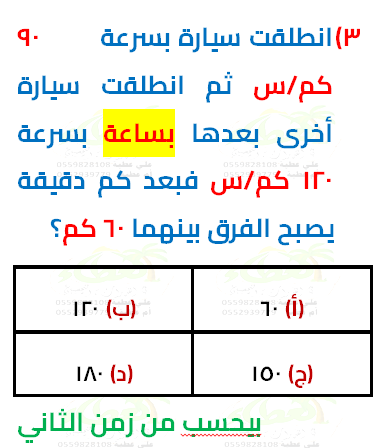 ٣) انطلقت سيارة بسرعة ٩٠
كم/س ثم انطلقت سيارة
أخرى بعدها بساعة بسرعة
١٢٠ كم/س فبعد كم دقيقة
يصبح الفرق بينهما ٦٠ كم؟
(أ) ٦٠ (ب) ١٢٠
(ج) ١٥٠ (د) ١٨٠
بيحسب من زمن الثاني